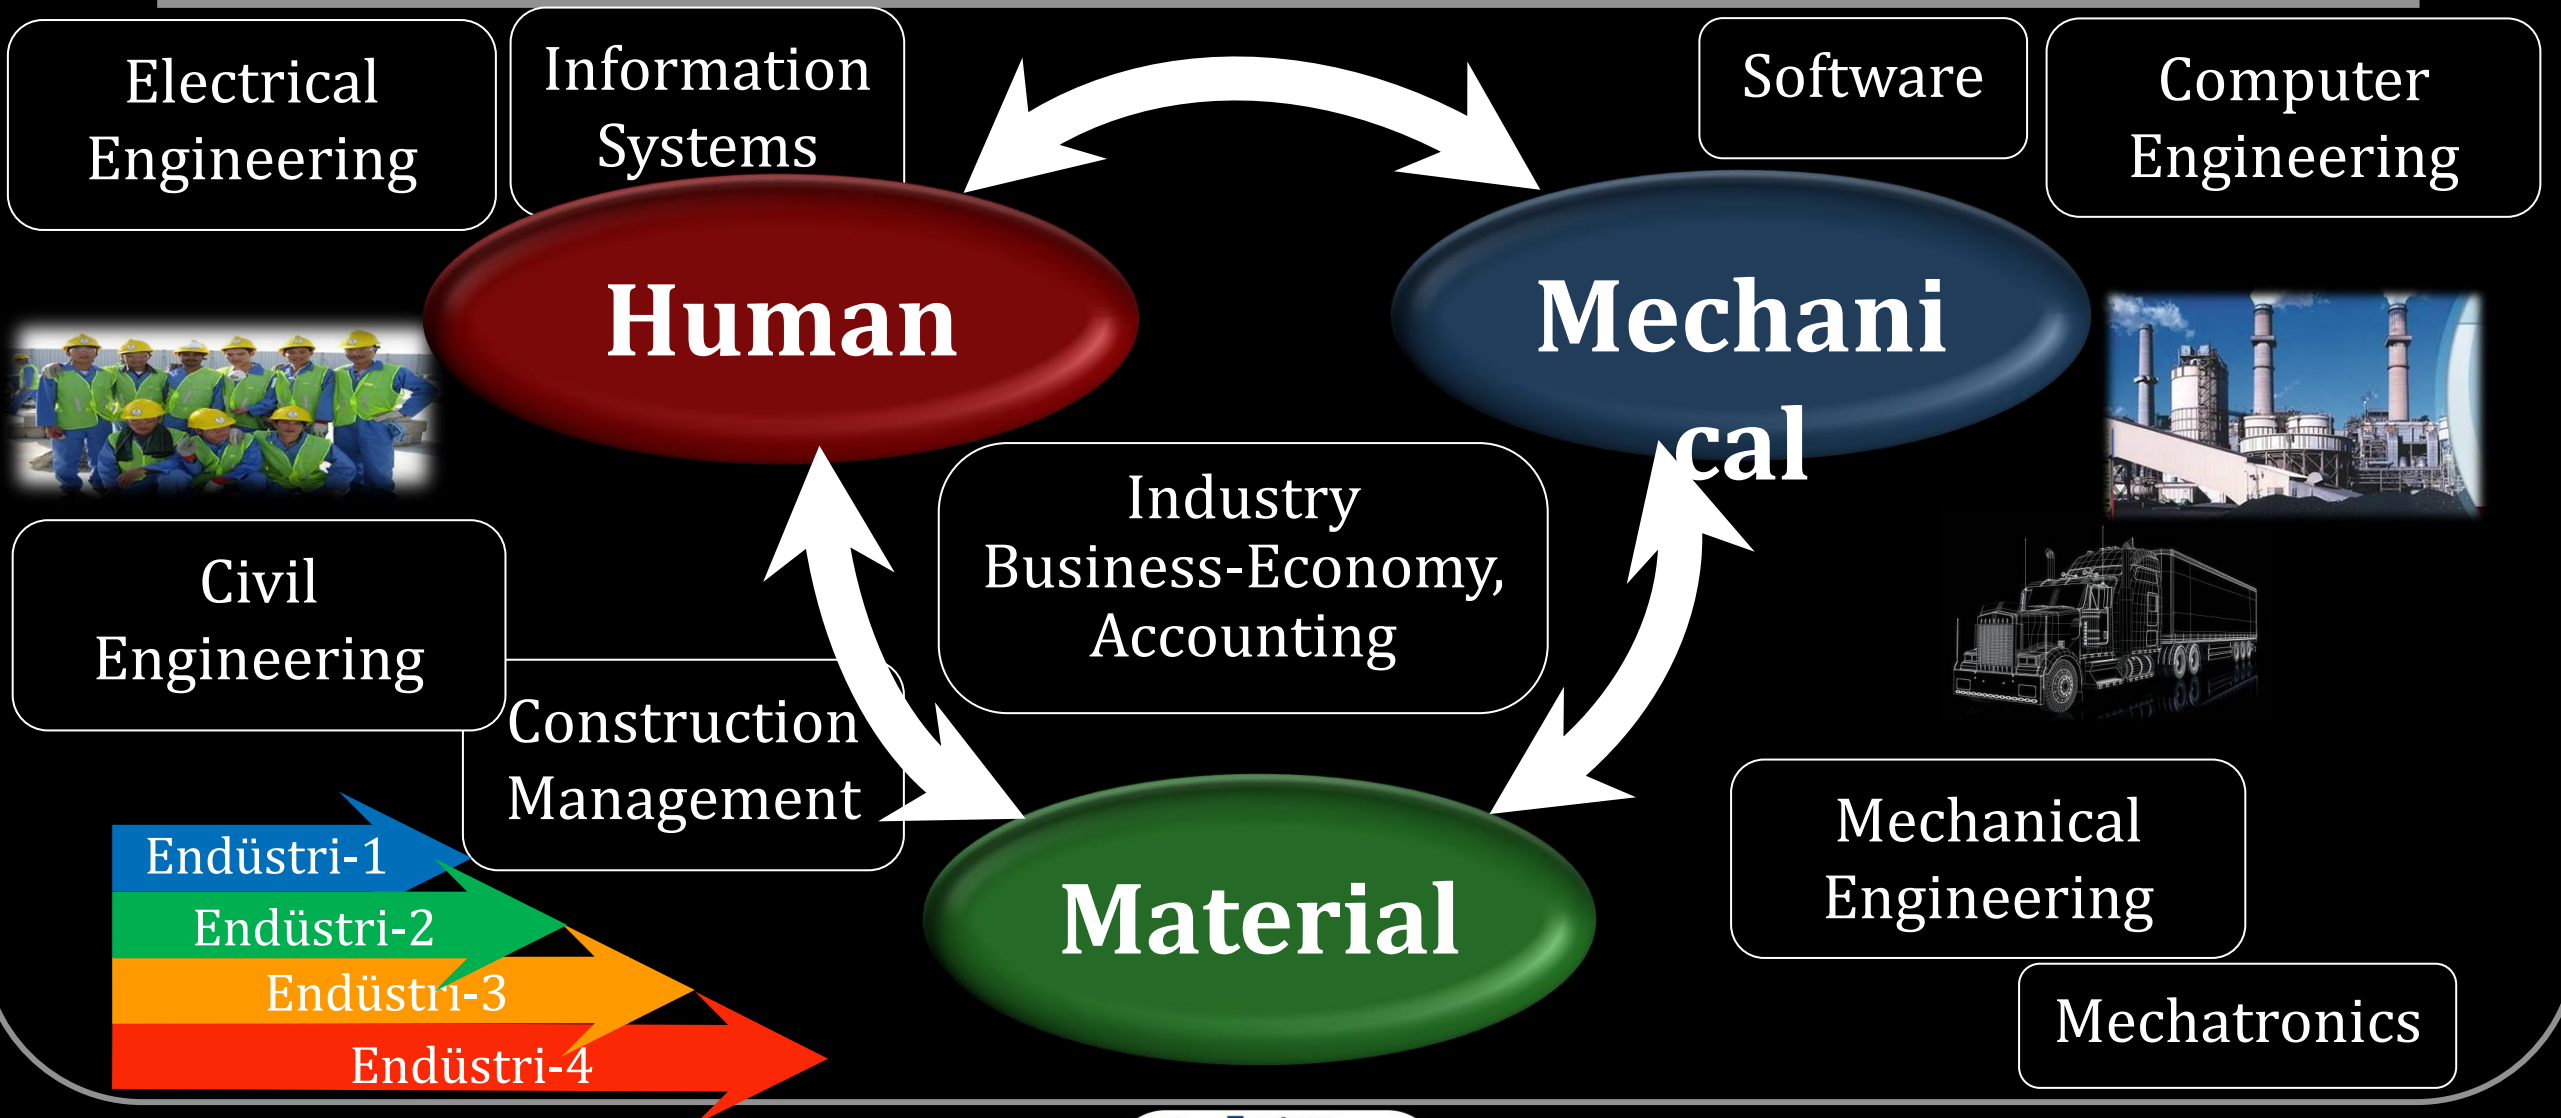 Electrical
Engineering
Information
Systems
Software
Computer
Engineering
Human
Mechani
cal
Industry
Business-Economy,
Accounting
Civil
Engineering
Construction
Management
Material
Mechanical
Engineering
Mechatronics
Endüstri-1
Endüstri-2
Endüstri-3
Endüstri-4